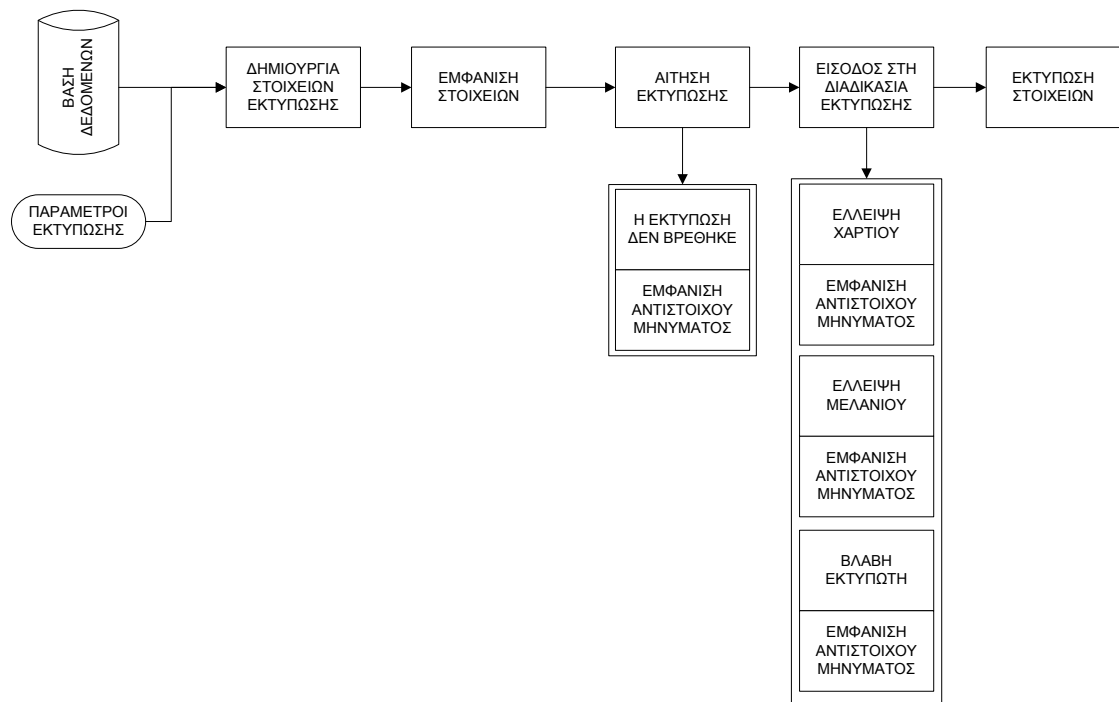 ΒΑΣΗ
ΔΕΔΟΜΕΝΩΝ
ΠΑΡΑΜΕΤΡΟΙ
ΕΚΤΥΠΩΣΗΣ
ΔΗΜΙΟΥΡΓΙΑ
ΣΤΟΙΧΕΙΩΝ
ΕΚΤΥΠΩΣΗΣ
ΕΜΦΑΝΙΣΗ
ΣΤΟΙΧΕΙΩΝ
ΑΙΤΗΣΗ
ΕΚΤΥΠΩΣΗΣ
ΕΙΣΟΔΟΣ ΣΤΗ
ΔΙΑΔΙΚΑΣΙΑ
ΕΚΤΥΠΩΣΗΣ
ΕΚΤΥΠΩΣΗ
ΣΤΟΙΧΕΙΩΝ
Η ΕΚΤΥΠΩΣΗ
ΔΕΝ ΒΡΕΘΗΚΕ
ΕΜΦΑΝΙΣΗ
ΑΝΤΙΣΤΟΙΧΟΥ
ΜΗΝΥΜΑΤΟΣ
ΕΛΛΕΙΨΗ
ΧΑΡΤΙΟΥ
ΕΜΦΑΝΙΣΗ
ΑΝΤΙΣΤΟΙΧΟΥ
ΜΗΝΥΜΑΤΟΣ
ΕΛΛΕΙΨΗ
ΜΕΛΑΝΙΟΥ
ΕΜΦΑΝΙΣΗ
ΑΝΤΙΣΤΟΙΧΟΥ
ΜΗΝΥΜΑΤΟΣ
ΒΛΑΒΗ
ΕΚΤΥΠΩΤΗ
ΕΜΦΑΝΙΣΗ
ΑΝΤΙΣΤΟΙΧΟΥ
ΜΗΝΥΜΑΤΟΣ